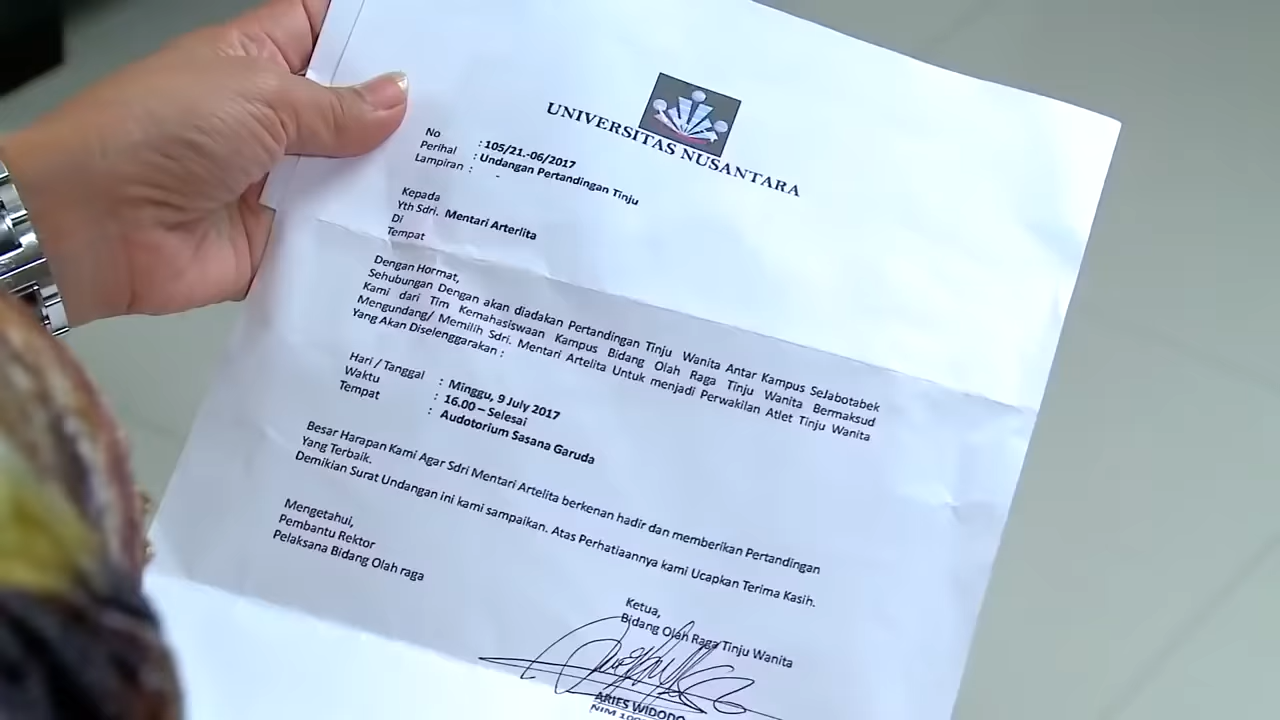 UNIVERSITAS NUSANTARA
No : 105/21.-06/2017
Perihal : Undangan Pertandingan Tinju
Lampiran : -
Kepada
Yth Sdri. Mentari Arterlita
Di
Tempat
Dengan Hormat,
Sehubungan Dengan akan diadakan Pertandingan Tinju Wanita Antar Kampus SeJabotabek
Kami dari Tim Kemahasiswaan Kampus Bidang Olah Raga Tinju Wanita Bermaksud
Mengundang/ Memilih Sdri. Mentari Artelita Untuk menjadi Perwakilan Atlet Tinju Wanita
Yang Akan Diselenggarakan :
Hari / Tanggal : Minggu, 9 July 2017
Waktu : 16.00 – Selesai
Tempat : Audotorium Sasana Garuda
Besar Harapan Kami Agar Sdri Mentari Artelita berkenan hadir dan memberikan Pertandingan
Yang Terbaik.
Demikian Surat Undangan ini kami sampaikan. Atas Perhatiaannya kami Ucapkan Terima Kasih.
Mengetahui,
Pembantu Rektor
Pelaksana Bidang Olah raga
Ketua,
Bidang Olah Raga Tinju Wanita
ARIES WIDODO
NIM